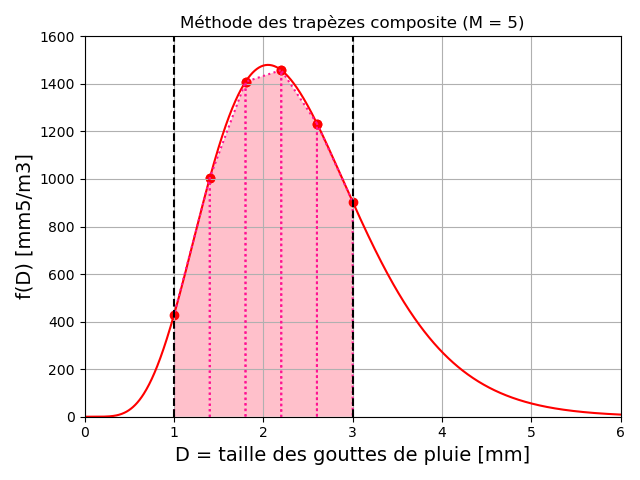 Méthode des trapèzes composite (M = 5)
1600
1400
1200
1000
800
600
400
200
0
f(D) [mm5/m3]
0 1 2 3 4 5 6
D = taille des gouttes de pluie [mm]